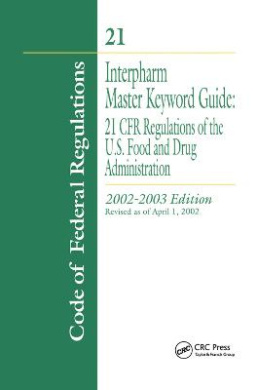 Code of Federal Regulations
21
Interpharm
Master Keyword Guide:
21 CFR Regulations of the
U.S. Food and Drug
Administration
2002-2003 Edition
Revised as of April 1, 2002
CRC Press
Taylor & Francis Group